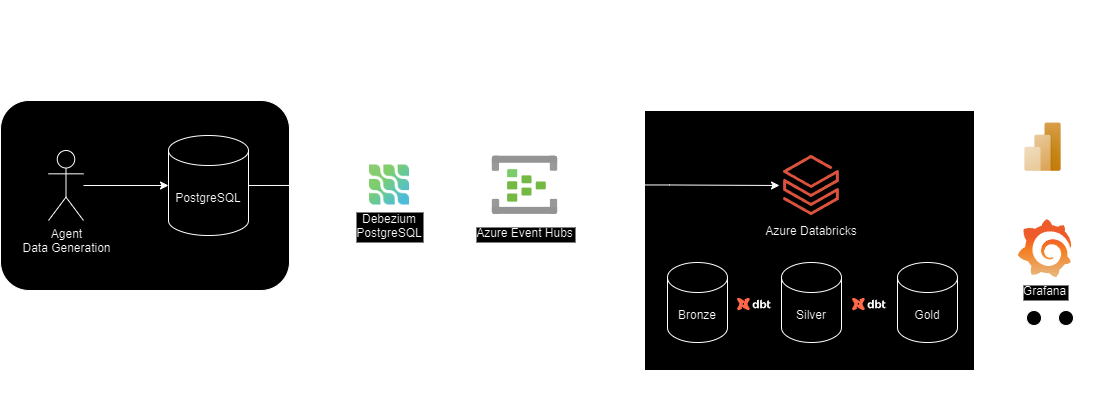 Agent
Data Generation
PostgreSQL
Debezium
PostgreSQL
Azure Event Hubs
Azure Databricks
Bronze
dbt
Silver
dbt
Gold
Grafana